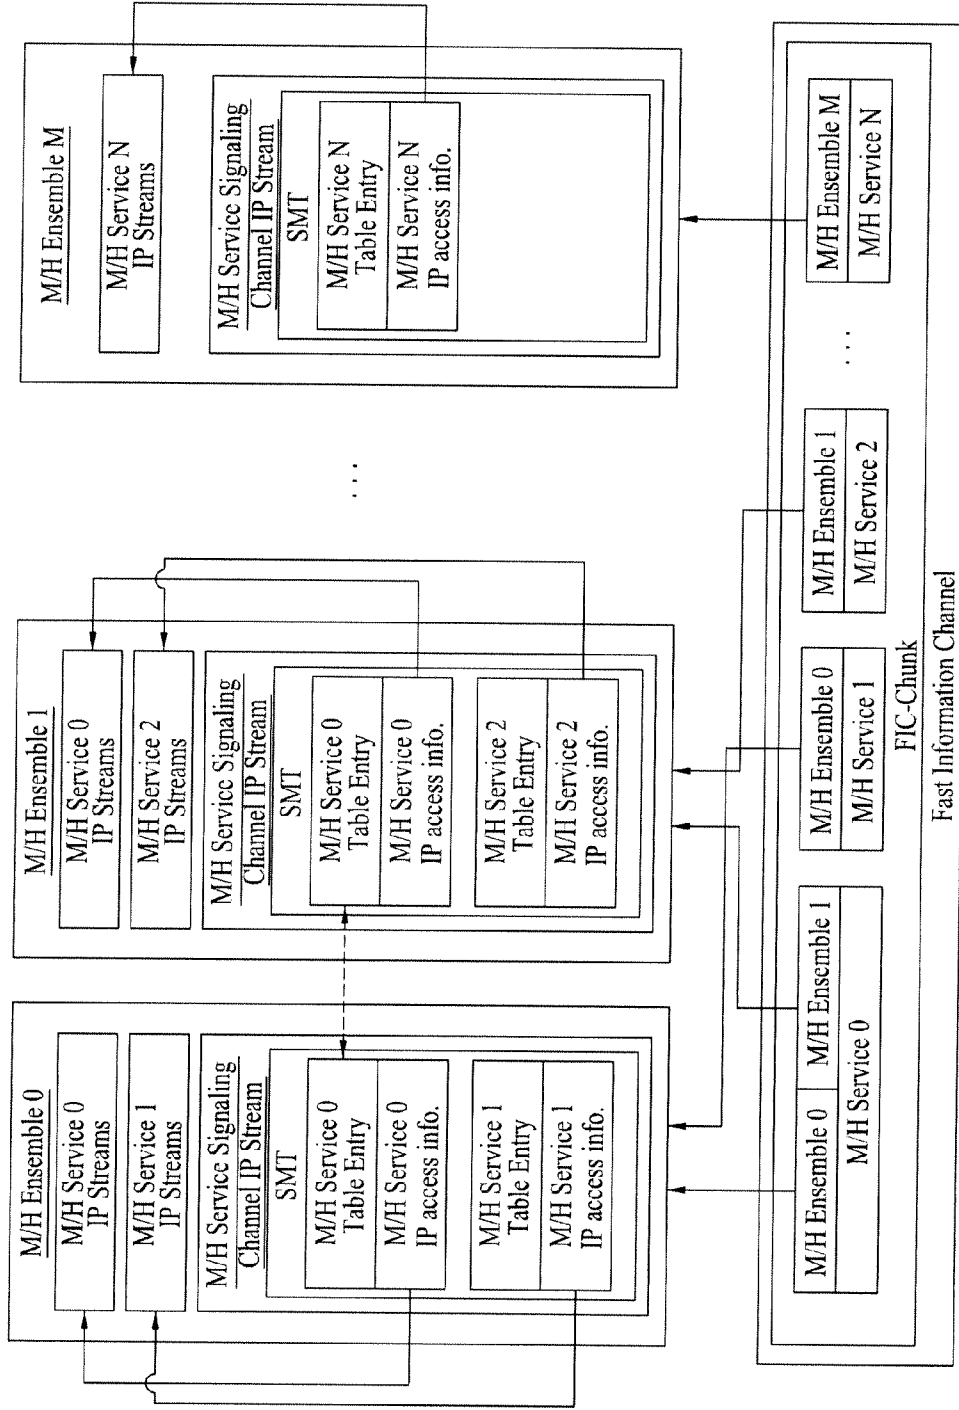 M/H Ensemble 0
M/H Service 0
IP Streams
M/H Service 1
IP Streams
M/H Service Signaling
Channel IP Stream
SMT
M/H Service 0
Table Entry
M/H Service 0
IP access info.
M/H Service 1
Table Entry
M/H Service 1
IP access info.
M/H Ensemble 1
M/H Service 0
IP Streams
M/H Service 2
IP Streams
M/H Service Signaling
Channel IP Stream
SMT
M/H Service 0
Table Entry
M/H Service 0
IP access info.
M/H Service 2
Table Entry
M/H Service 2
IP access info.
. . .
M/H Ensemble M
M/H Service N
IP Streams
M/H Service Signaling
Channel IP Stream
SMT
M/H Service N
Table Entry
M/H Service N
IP access info.
M/H Ensemble 0
M/H Ensemble 1
M/H Service 0
M/H Ensemble 0
M/H Service 1
M/H Ensemble 1
M/H Service 2
. . .
M/H Ensemble M
M/H Service N
FIC-Chunk
Fast Information Channel